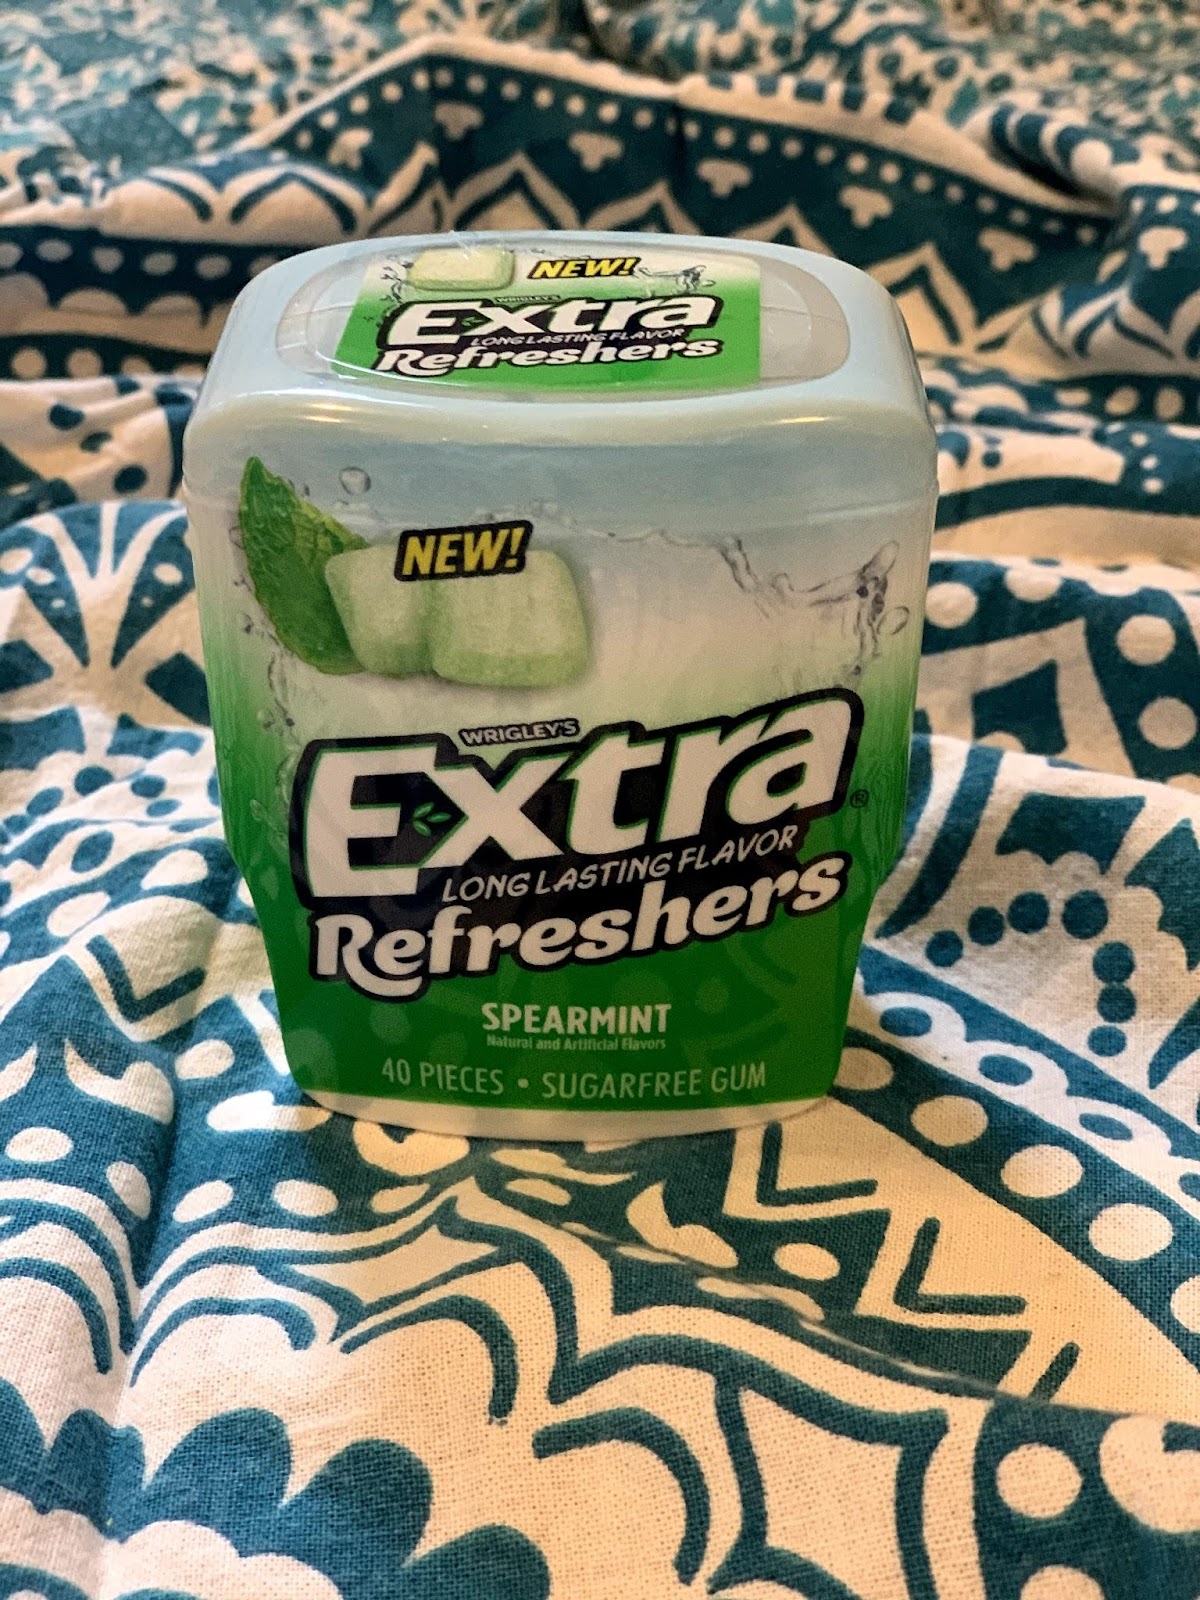 NEW!
WRIGLEY'S
Extra
LONG LASTING FLAVOR
Refreshers
NEW!
WRIGLEY'S
Extra®
LONG LASTING FLAVOR
Refreshers
SPEARMINT
Natural and Artificial Flavors
40 PIECES • SUGARFREE GUM